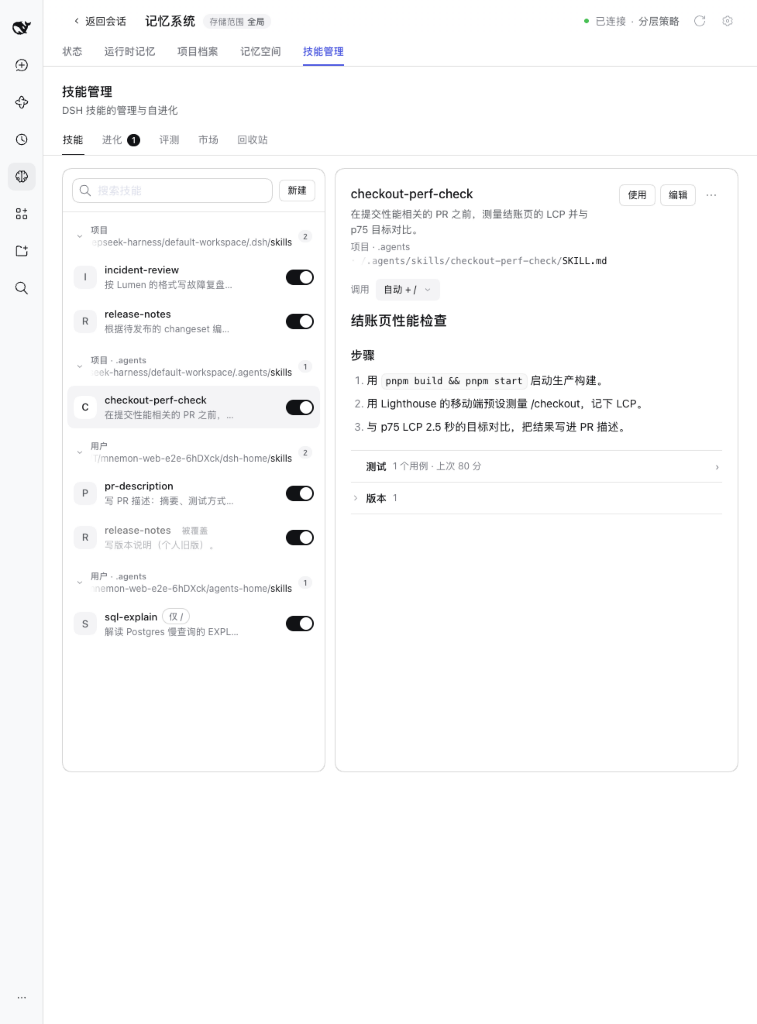 返回会话 记忆系统 存储范围 全局 已连接 · 分层策略
状态 运行时记忆 项目档案 记忆空间 技能管理
技能管理
DSH 技能的管理与自进化
技能 进化 1 评测 市场 回收站
搜索技能 新建
项目
epseek-harness/default-workspace/.dsh/skills 2
I incident-review
按 Lumen 的格式写故障复盘...
R release-notes
根据待发布的 changeset 编...
项目 · .agents
eek-harness/default-workspace/.agents/skills 1
C checkout-perf-check
在提交性能相关的 PR 之前，...
用户
/mnemon-web-e2e-6hDXck/dsh-home/skills 2
P pr-description
写 PR 描述：摘要、测试方式...
R release-notes 被覆盖
写版本说明（个人旧版）。
用户 · .agents
nemon-web-e2e-6hDXck/agents-home/skills 1
S sql-explain 仅 /
解读 Postgres 慢查询的 EXPL...
checkout-perf-check 使用 编辑 ...
在提交性能相关的 PR 之前，测量结账页的 LCP 并与
p75 目标对比。
项目 · .agents
/.agents/skills/checkout-perf-check/SKILL.md
调用 自动 + /
结账页性能检查
步骤
1. 用 pnpm build && pnpm start 启动生产构建。
2. 用 Lighthouse 的移动端预设测量 /checkout，记下 LCP。
3. 与 p75 LCP 2.5 秒的目标对比，把结果写进 PR 描述。
测试 1 个用例 · 上次 80 分
版本 1